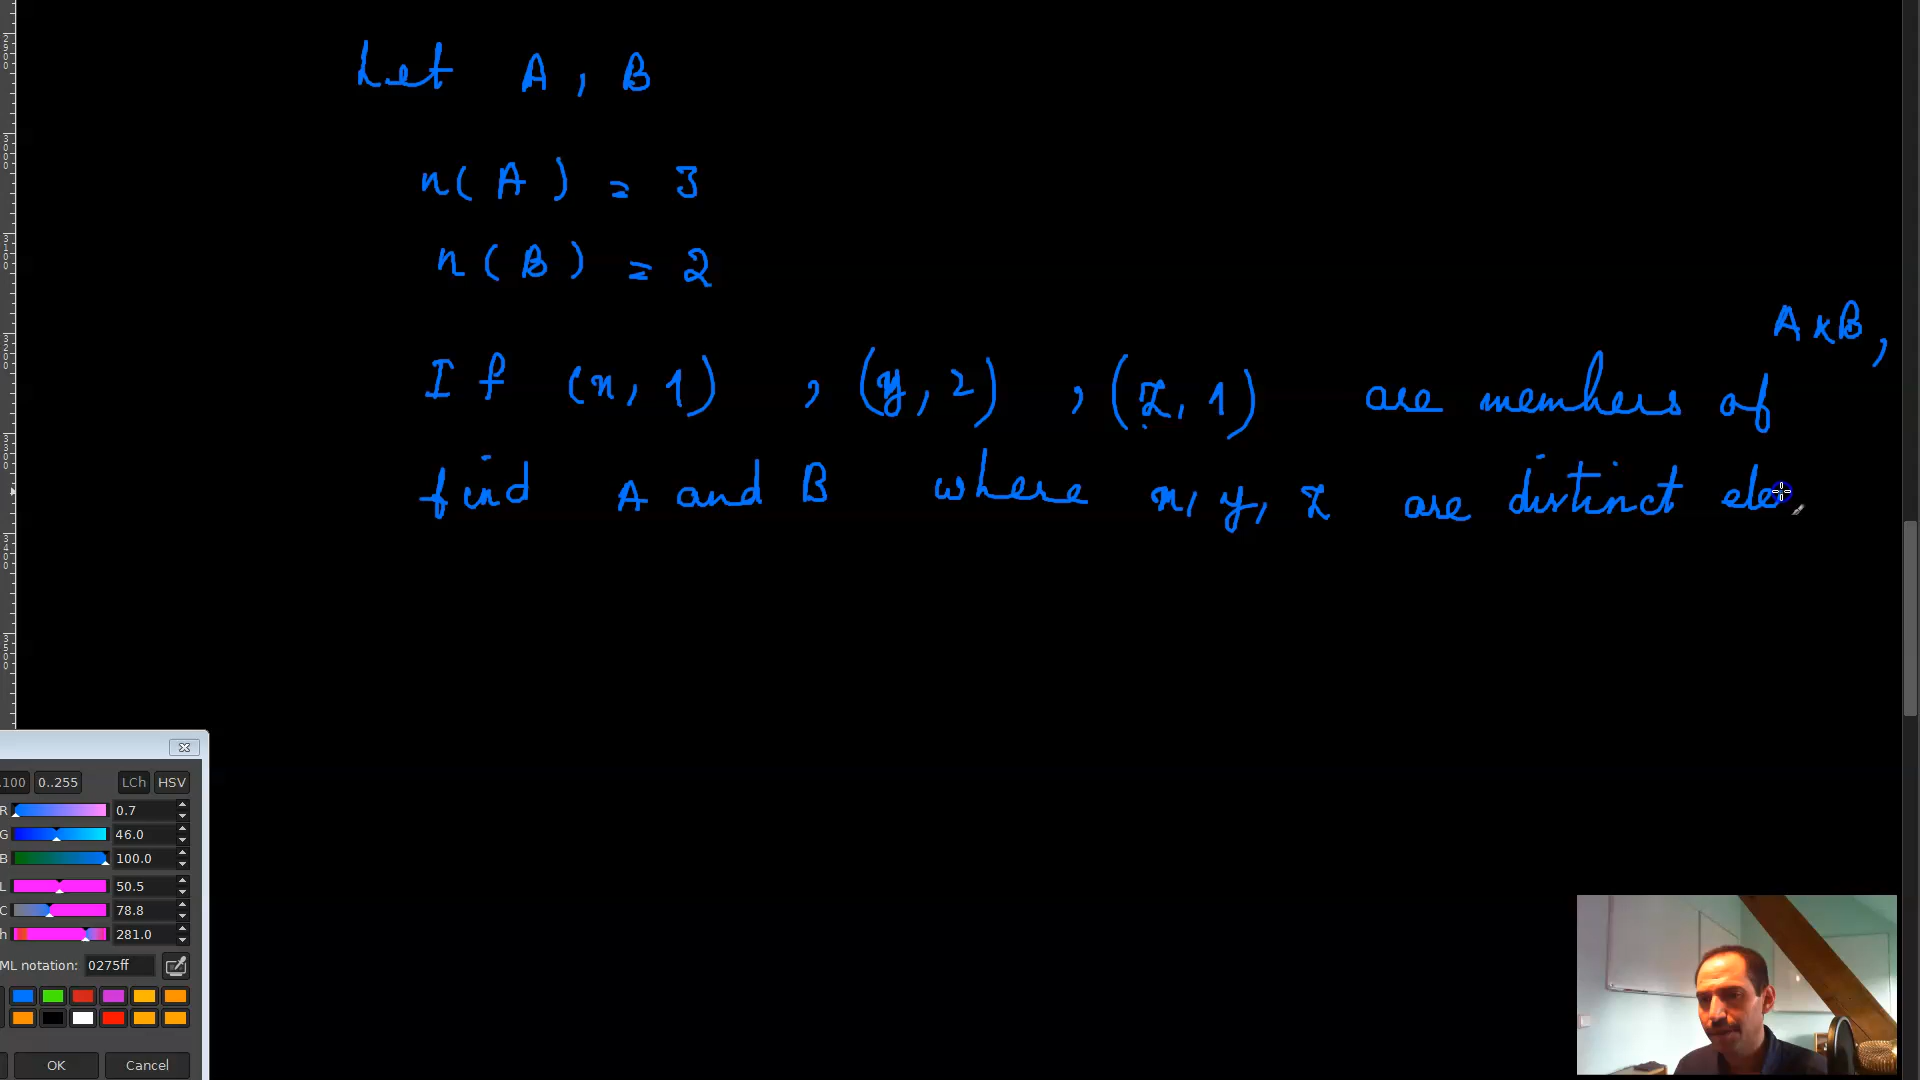 Let A, B
n(A) = 3
n(B) = 2
A×B,
If (x, 1) , (y, 2) , (z, 1) are members of
find A and B where x, y, z are distinct ele
100 0..255 LCh HSV
R 0.7
G 46.0
B 100.0
L 50.5
C 78.8
h 281.0
ML notation: 0275ff
OK Cancel